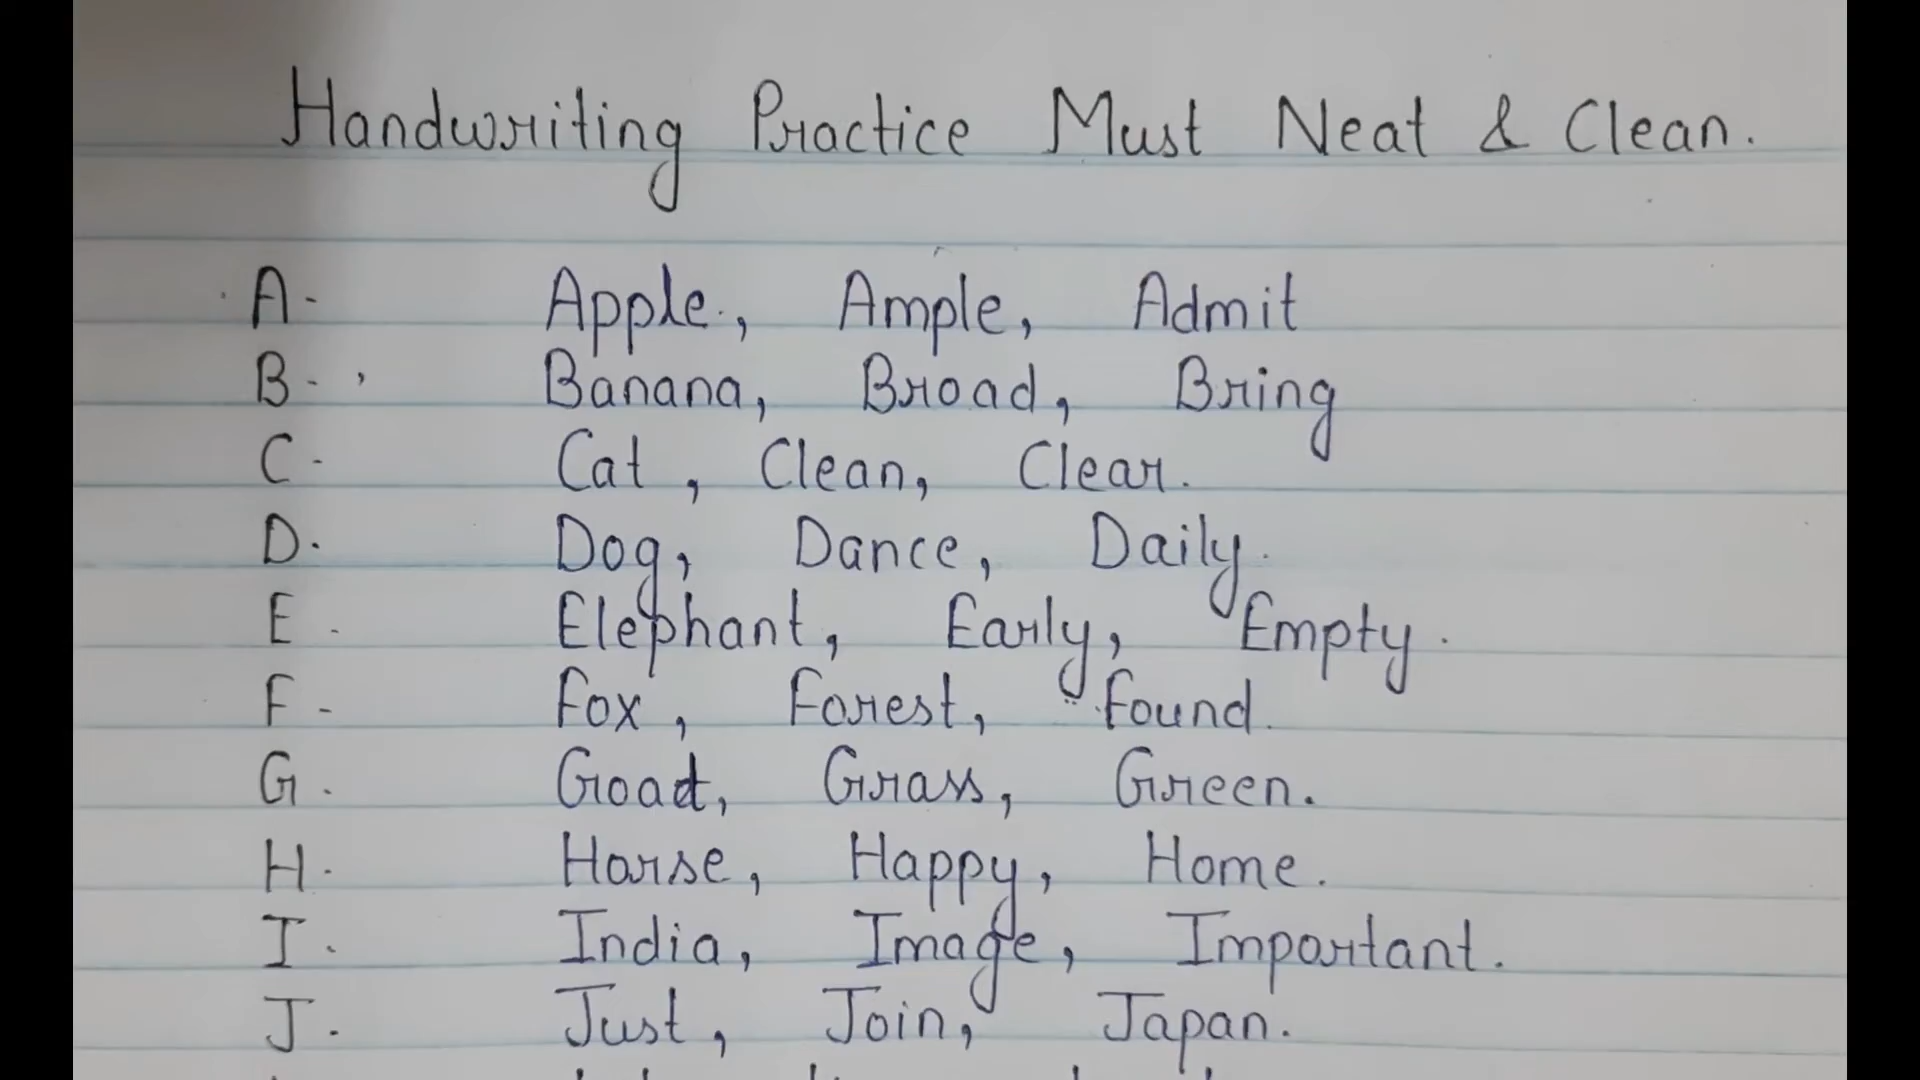 Handwriting Practice Must Neat & Clean.
A- Apple, Ample, Admit
B- Banana, Broad, Bring
C- Cat, Clean, Clear.
D. Dog, Dance, Daily.
E- Elephant, Early, Empty.
F- Fox, Forest, Found.
G. Goat, Grass, Green.
H. Horse, Happy, Home.
I. India, Image, Important.
J. Just, Join, Japan.